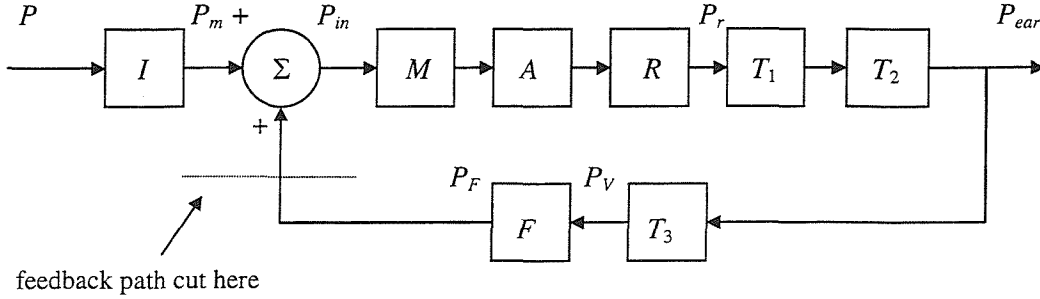 P
P_m +
P_in
P_r
P_ear
I
Σ
M
A
R
T_1
T_2
+
P_F
P_V
F
T_3
feedback path cut here